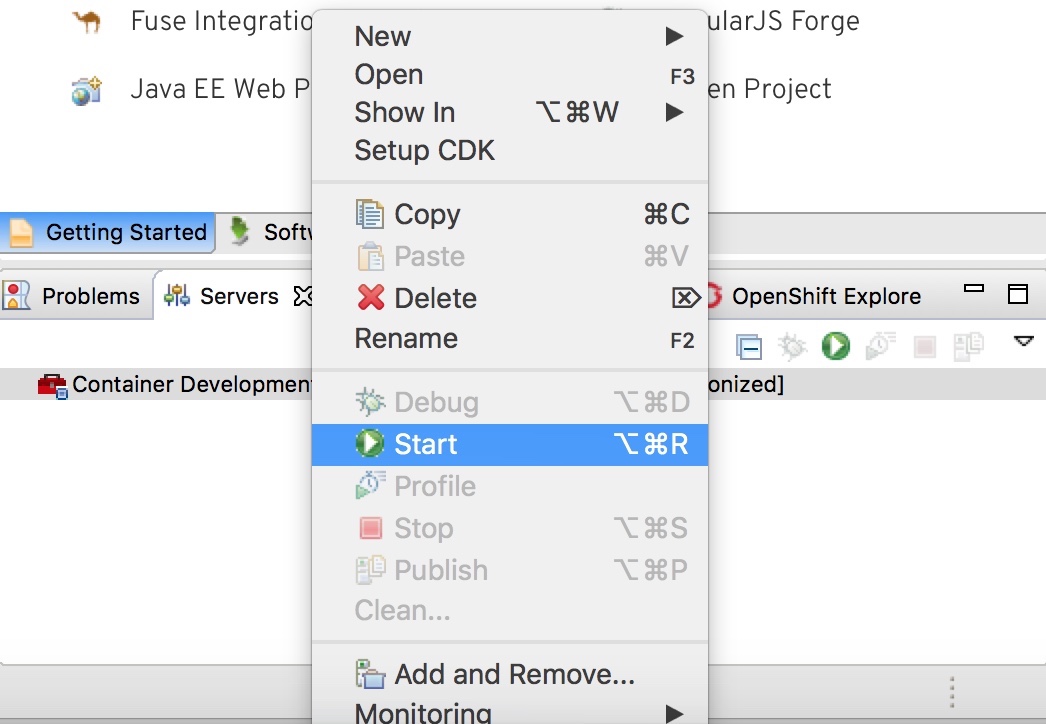 Fuse Integratio
ularJS Forge
Java EE Web P
en Project
New
Open F3
Show In ⌥⌘W
Setup CDK
Copy ⌘C
Paste ⌘V
Delete ⌦
Rename F2
Getting Started
Softw
Problems
Servers
OpenShift Explore
Container Development
onized]
Debug ⌥⌘D
Start ⌥⌘R
Profile
Stop ⌥⌘S
Publish ⌥⌘P
Clean...
Add and Remove...
Monitoring